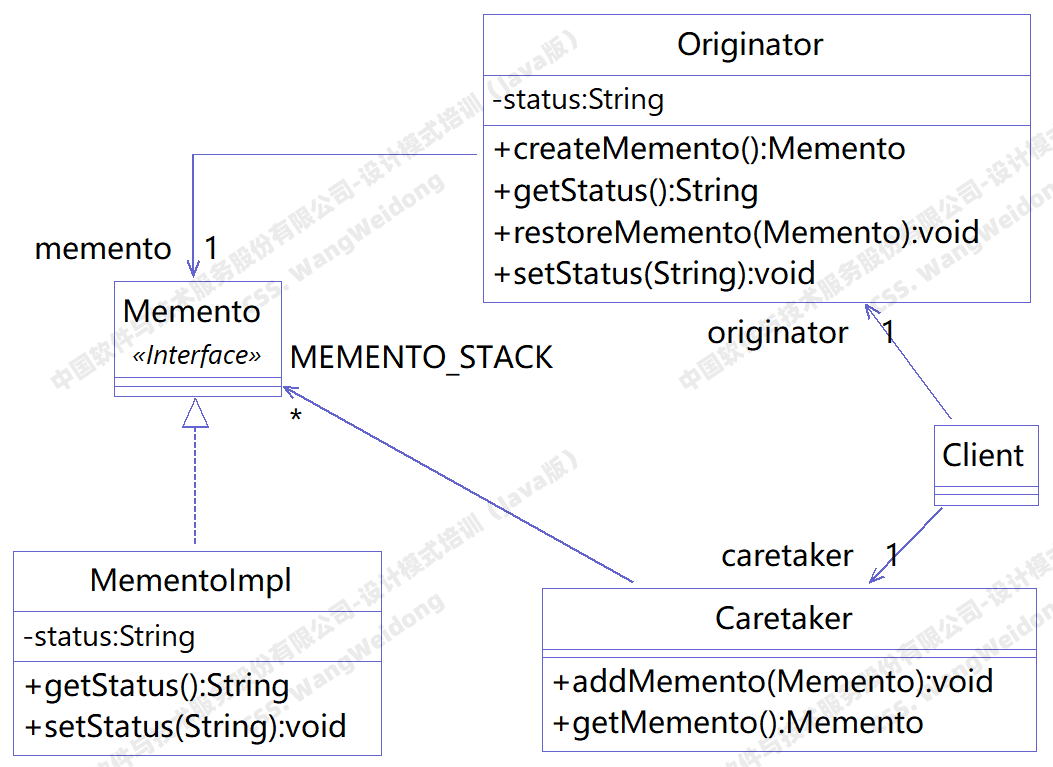 Originator
-status:String
+createMemento():Memento
+getStatus():String
+restoreMemento(Memento):void
+setStatus(String):void
memento 1
Memento
«Interface»
MEMENTO_STACK
*
originator 1
Client
caretaker 1
MementoImpl
-status:String
+getStatus():String
+setStatus(String):void
Caretaker
+addMemento(Memento):void
+getMemento():Memento
中国软件与技术服务股份有限公司-设计模式培训（Java版）
CSS. WangWeidong